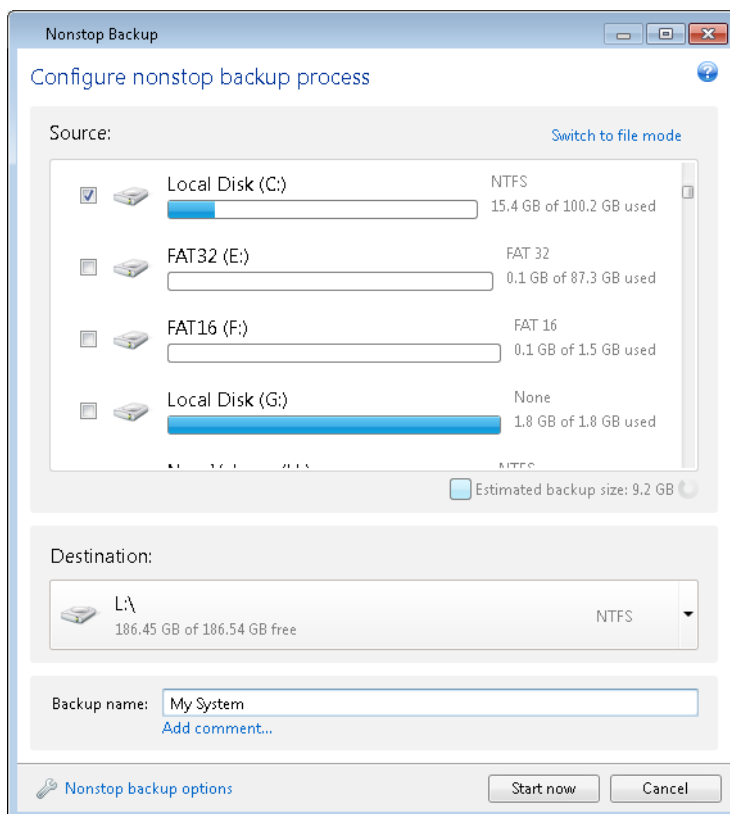 Nonstop Backup
Configure nonstop backup process
Source:
Switch to file mode
Local Disk (C:)
NTFS
15.4 GB of 100.2 GB used
FAT32 (E:)
FAT 32
0.1 GB of 87.3 GB used
FAT16 (F:)
FAT 16
0.1 GB of 1.5 GB used
Local Disk (G:)
None
1.8 GB of 1.8 GB used
NTFS
Estimated backup size: 9.2 GB
Destination:
L:\
NTFS
186.45 GB of 186.54 GB free
Backup name: My System
Add comment...
Nonstop backup options
Start now
Cancel